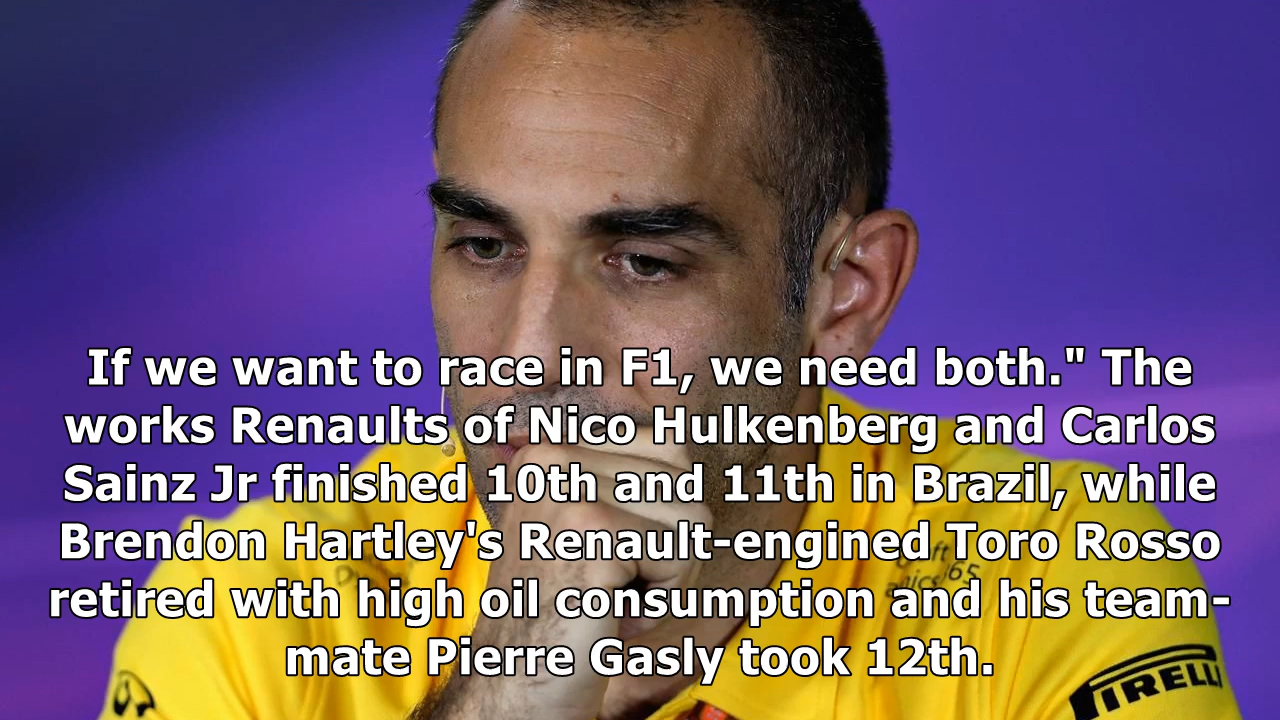 If we want to race in F1, we need both." The
works Renaults of Nico Hulkenberg and Carlos
Sainz Jr finished 10th and 11th in Brazil, while
Brendon Hartley's Renault-engined Toro Rosso
retired with high oil consumption and his team-
mate Pierre Gasly took 12th.
PIRELLI